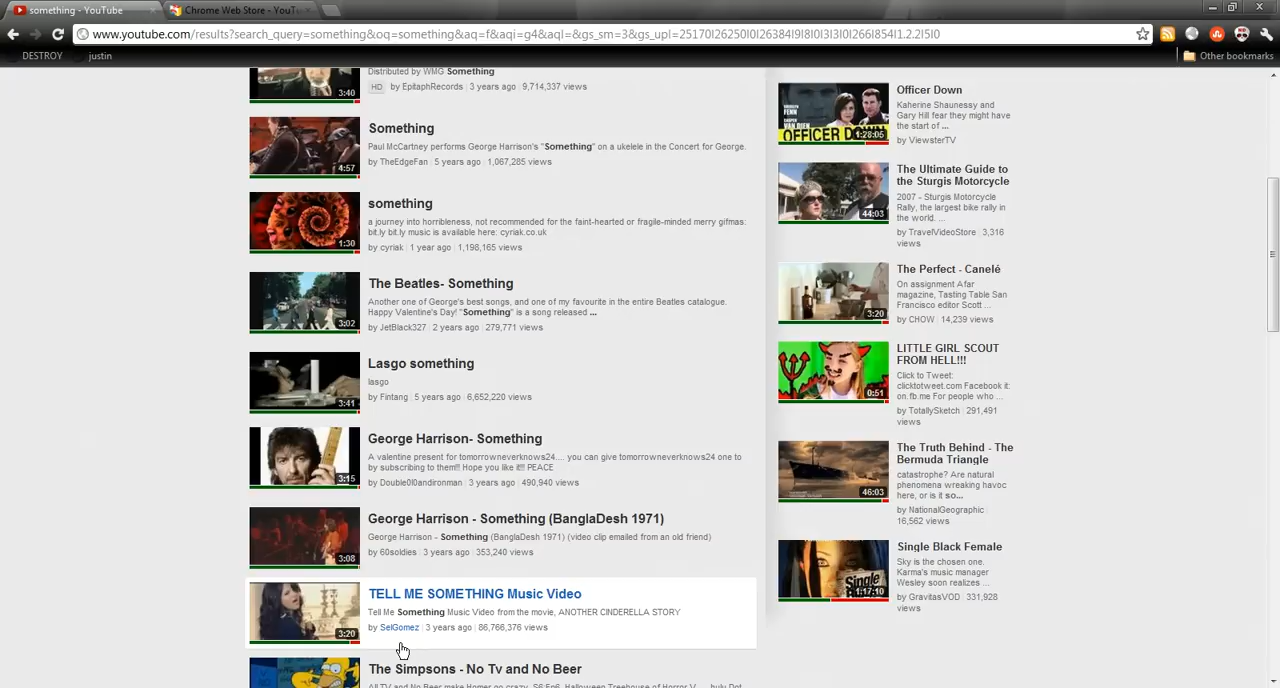 something - YouTube
Chrome Web Store - YouT
www.youtube.com/results?search_query=something&oq=something&aq=f&aqi=g4&aql=&gs_sm=3&gs_upl=25170l26250l0l26384l9l8l0l3l3l0l266l854l1.2.2l5l0
DESTROY
justin
Other bookmarks
Distributed by WMG Something
HD by EpitaphRecords 3 years ago 9,714,337 views
3:40
Something
Paul McCartney performs George Harrison's "Something" on a ukelele in the Concert for George.
by TheEdgeFan 5 years ago 1,067,285 views
4:57
something
a journey into horribleness, not recommended for the faint-hearted or fragile-minded merry gifmas:
bit.ly bit.ly music is available here: cyriak.co.uk
by cyriak 1 year ago 1,198,165 views
1:30
The Beatles- Something
Another one of George's best songs, and one of my favourite in the entire Beatles catalogue.
Happy Valentine's Day! "Something" is a song released ...
by JetBlack327 2 years ago 279,771 views
3:02
Lasgo something
lasgo
by Fintang 5 years ago 6,652,220 views
3:41
George Harrison- Something
A valentine present for tomorrowneverknows24.... you can give tomorrowneverknows24 one to
by subscribing to them!!! Hope you like it!! PEACE
by Double0l0andironman 3 years ago 490,940 views
3:15
George Harrison - Something (BanglaDesh 1971)
George Harrison - Something (BanglaDesh 1971) (video clip emailed from an old friend)
by 60soldies 3 years ago 353,240 views
3:08
TELL ME SOMETHING Music Video
Tell Me Something Music Video from the movie, ANOTHER CINDERELLA STORY
by SelGomez 3 years ago 86,766,376 views
3:20
The Simpsons - No Tv and No Beer
Officer Down
Kaherine Shaunessy and
Gary Hill fear they might have
the start of ...
by ViewsterTV
OFFICER DOWN
1:28:05
The Ultimate Guide to
the Sturgis Motorcycle
2007 - Sturgis Motorcycle
Rally, the largest bike rally in
the world. ...
by TravelVideoStore 3,316
views
44:03
The Perfect - Canelé
On assignment Afar
magazine, Tasting Table San
Francisco editor Scott ...
by CHOW 14,239 views
3:20
LITTLE GIRL SCOUT
FROM HELL!!!
Click to Tweet:
clicktotweet.com Facebook it:
on.fb.me For people who ...
by TotallySketch 291,491
views
0:51
The Truth Behind - The
Bermuda Triangle
catastrophe? Are natural
phenomena wreaking havoc
here, or is it so...
by NationalGeographic
16,562 views
46:03
Single Black Female
Sky is the chosen one.
Karma's music manager
Wesley soon realizes ...
by GravitasVOD 331,928
views
Single
1:17:10